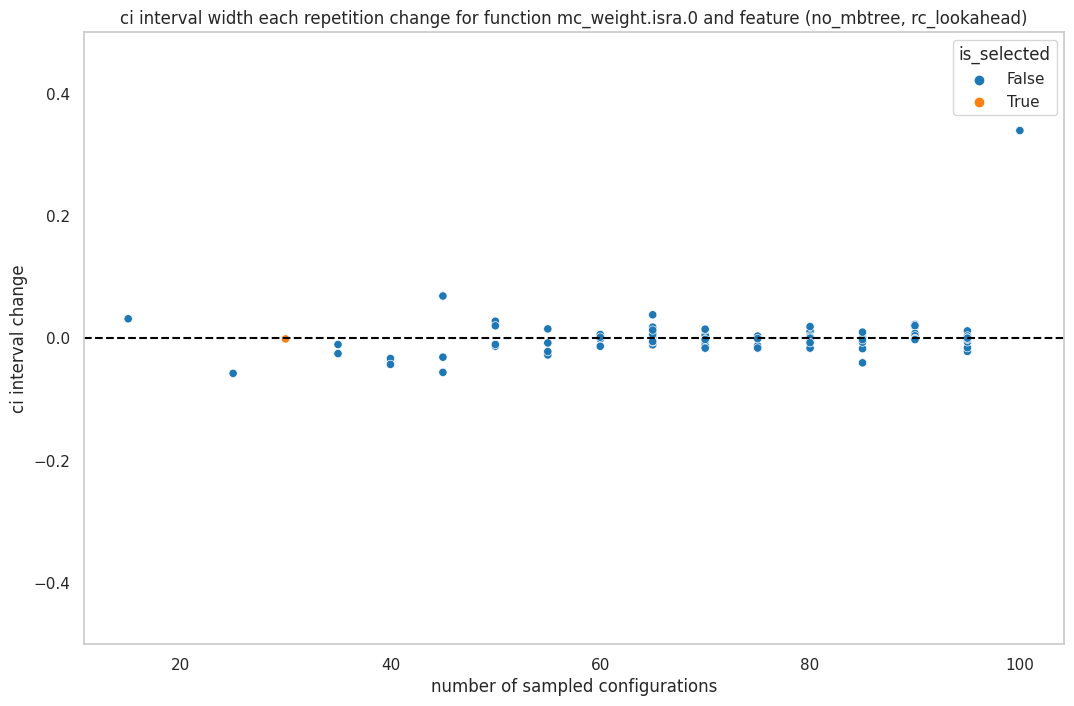 ci interval width each repetition change for function mc_weight.isra.0 and feature (no_mbtree, rc_lookahead)
is_selected
False
True
0.4
0.2
0.0
−0.2
−0.4
ci interval change
20 40 60 80 100
number of sampled configurations